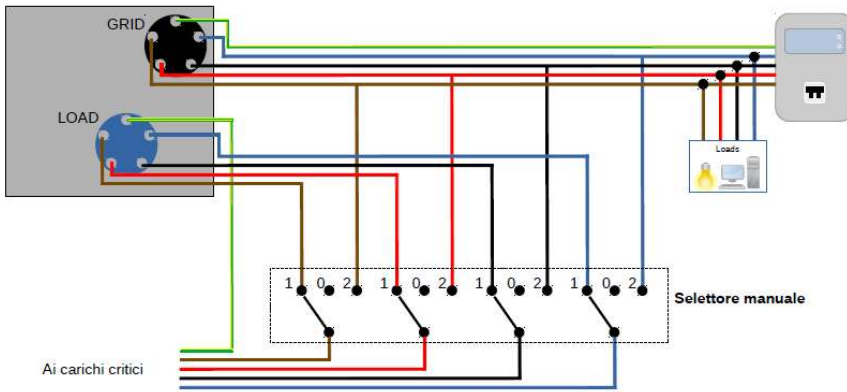 GRID
LOAD
Loads
1 0 2 1 0 2 1 0 2 1 0 2
Selettore manuale
Ai carichi critici